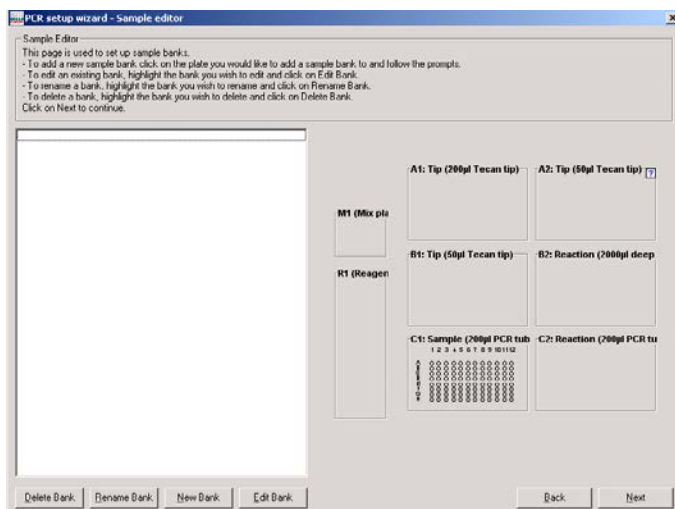 PCR setup wizard - Sample editor
Sample Editor
This page is used to set up sample banks.
- To add a new sample bank click on the plate you would like to add a sample bank to and follow the prompts.
- To edit an existing bank, highlight the bank you wish to edit and click on Edit Bank.
- To rename a bank, highlight the bank you wish to rename and click on Rename Bank.
- To delete a bank, highlight the bank you wish to delete and click on Delete Bank.
Click on Next to continue.
A1: Tip (200µl Tecan tip)
A2: Tip (50µl Tecan tip)
?
M1 (Mix pla
B1: Tip (50µl Tecan tip)
B2: Reaction (2000µl deep
R1 (Reagen
C1: Sample (200µl PCR tub
C2: Reaction (200µl PCR tu
1 2 3 4 5 6 7 8 9 10 11 12
Delete Bank
Rename Bank
New Bank
Edit Bank
Back
Next